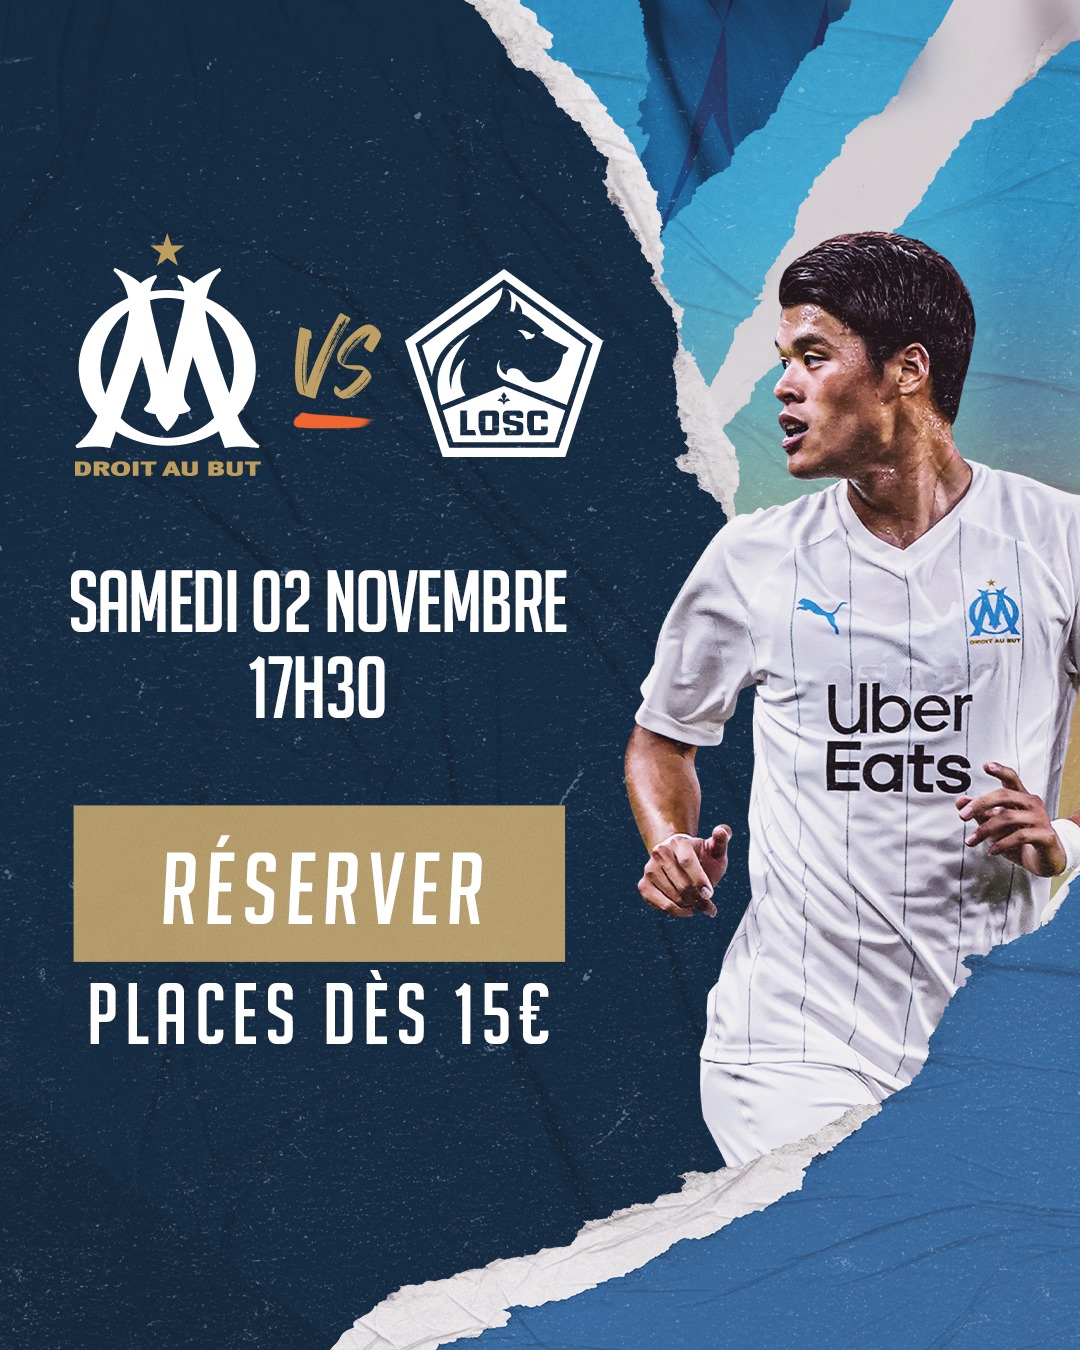 DROIT AU BUT
VS
LOSC
SAMEDI 02 NOVEMBRE
17H30
RÉSERVER
PLACES DÈS 15€
DROIT AU BUT
Uber
Eats